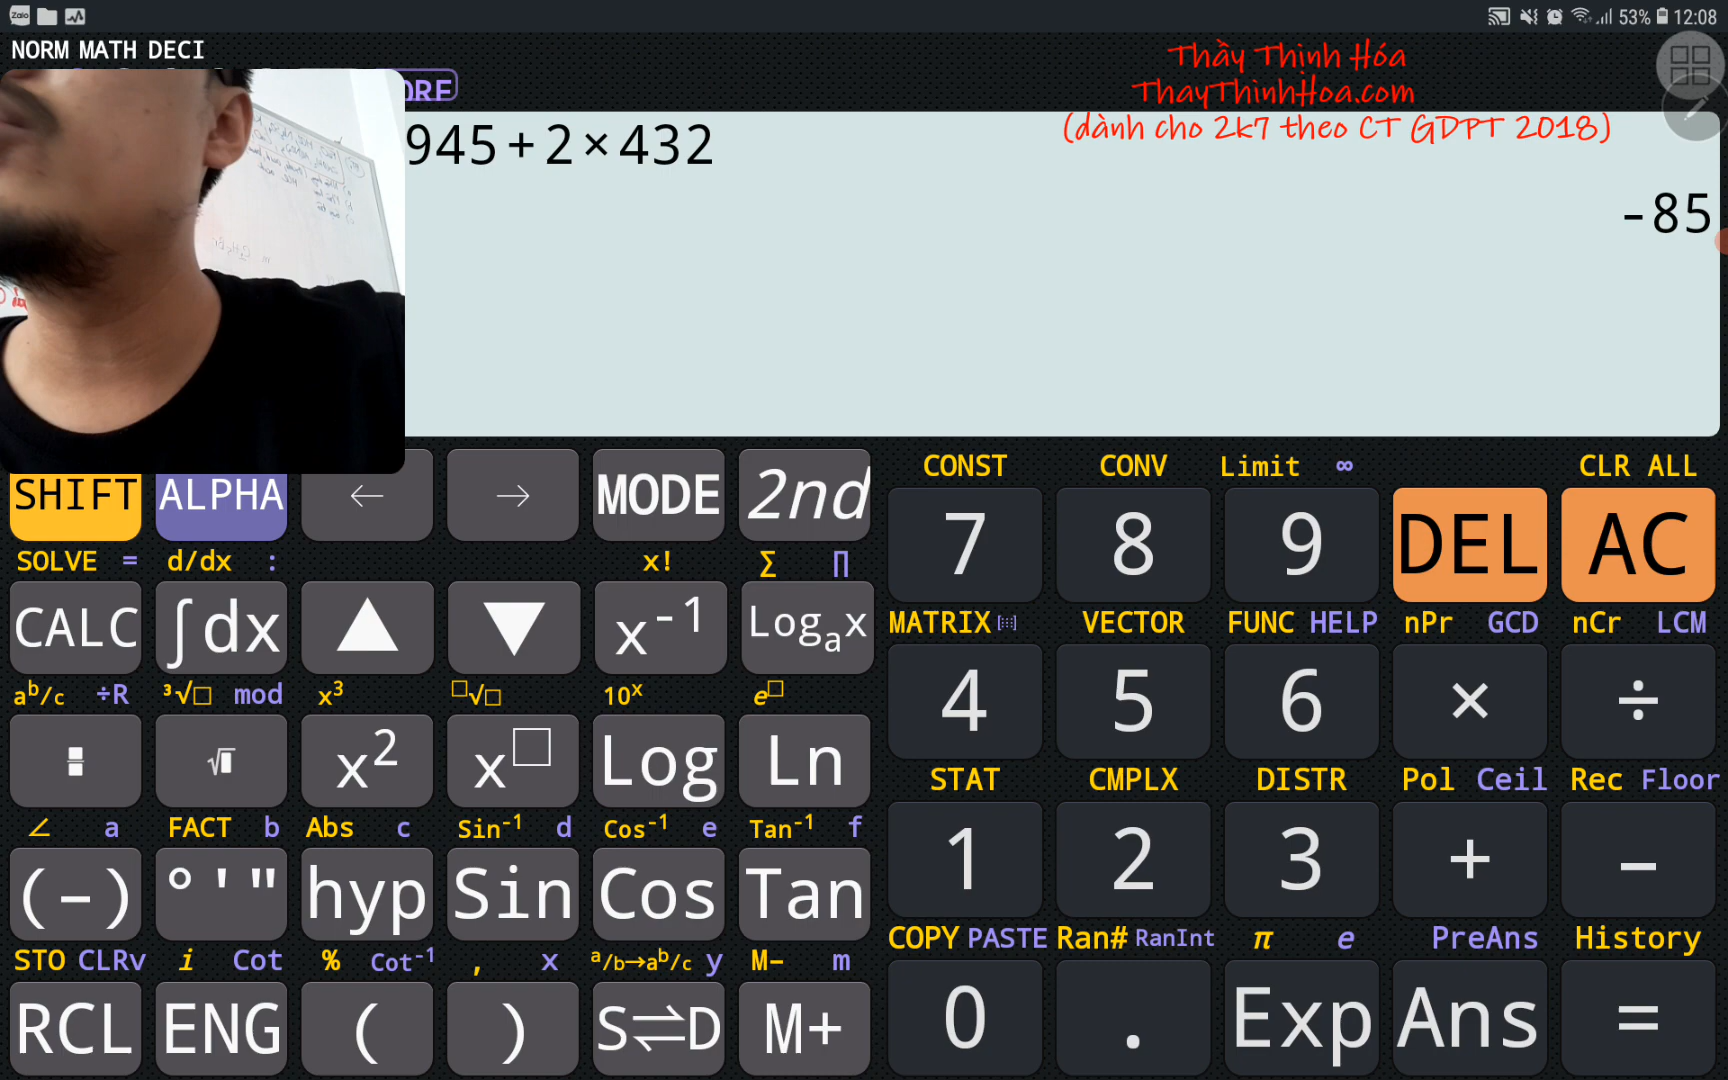 Zalo 53% 12:08
NORM MATH DECI
Thầy Thịnh Hóa
ThayThinhHoa.com
(dành cho 2k7 theo CT GDPT 2018)
945+2×432
-85
SHIFT ALPHA ← → MODE 2nd
SOLVE = d/dx : x! ∑ ∏
CALC ∫dx ▲ ▼ x⁻¹ Logₐx
aᵇ/c ÷R ³√□ mod x³ □√□ 10ˣ e□
√ x² x□ Log Ln
∠ a FACT b Abs c Sin⁻¹ d Cos⁻¹ e Tan⁻¹ f
(-) °'" hyp Sin Cos Tan
STO CLRv i Cot % Cot⁻¹ , x a/b→aᵇ/c y M- m
RCL ENG ( ) S⇌D M+
CONST CONV Limit ∞ CLR ALL
7 8 9 DEL AC
MATRIX VECTOR FUNC HELP nPr GCD nCr LCM
4 5 6 × ÷
STAT CMPLX DISTR Pol Ceil Rec Floor
1 2 3 + -
COPY PASTE Ran# RanInt π e PreAns History
0 . Exp Ans =